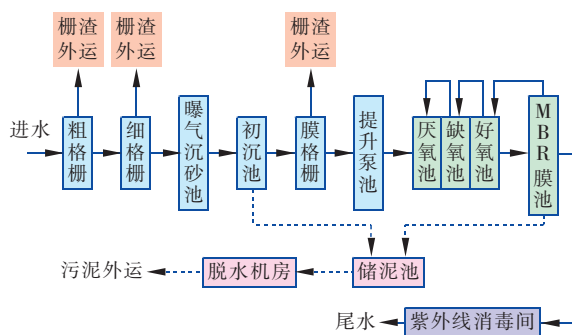 栅渣
外运
栅渣
外运
栅渣
外运
进水
粗格栅
细格栅
曝气沉砂池
初沉池
膜格栅
提升泵池
厌氧池
缺氧池
好氧池
MBR膜池
污泥外运
脱水机房
储泥池
尾水
紫外线消毒间